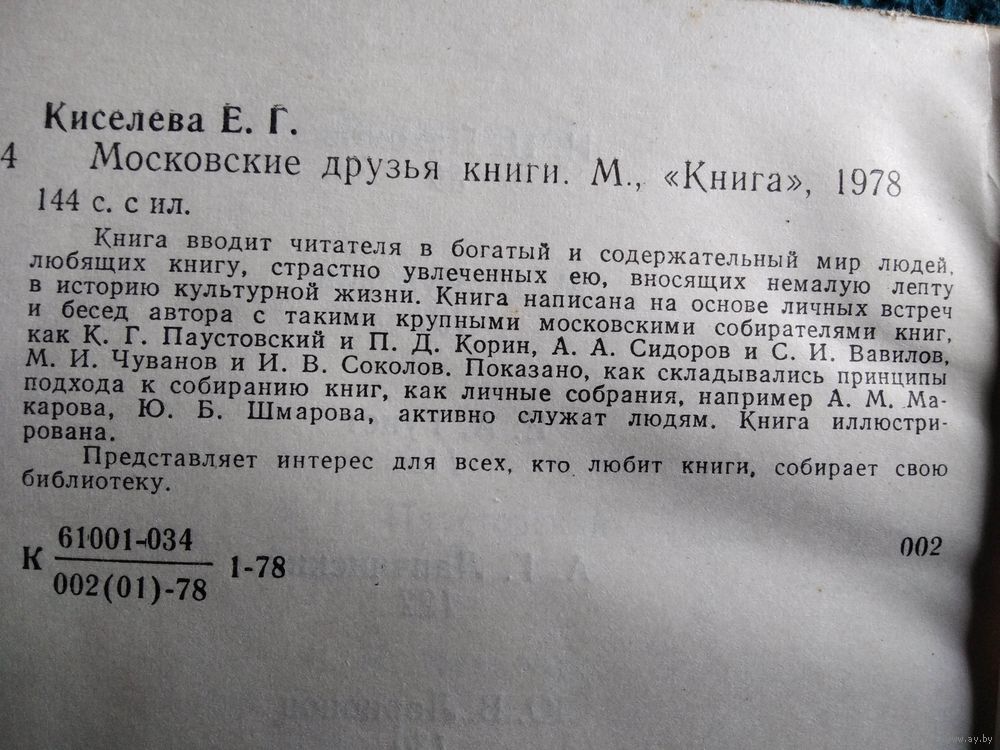 Киселева Е. Г.
4 Московские друзья книги. М., «Книга», 1978
144 с. с ил.
Книга вводит читателя в богатый и содержательный мир людей,
любящих книгу, страстно увлеченных ею, вносящих немалую лепту
в историю культурной жизни. Книга написана на основе личных встреч
и бесед автора с такими крупными московскими собирателями книг,
как К. Г. Паустовский и П. Д. Корин, А. А. Сидоров и С. И. Вавилов,
М. И. Чуванов и И. В. Соколов. Показано, как складывались принципы
подхода к собиранию книг, как личные собрания, например А. М. Ма-
карова, Ю. Б. Шмарова, активно служат людям. Книга иллюстри-
рована.
Представляет интерес для всех, кто любит книги, собирает свою
библиотеку.
61001-034
К 1-78
002(01)-78
002
www.ay.by